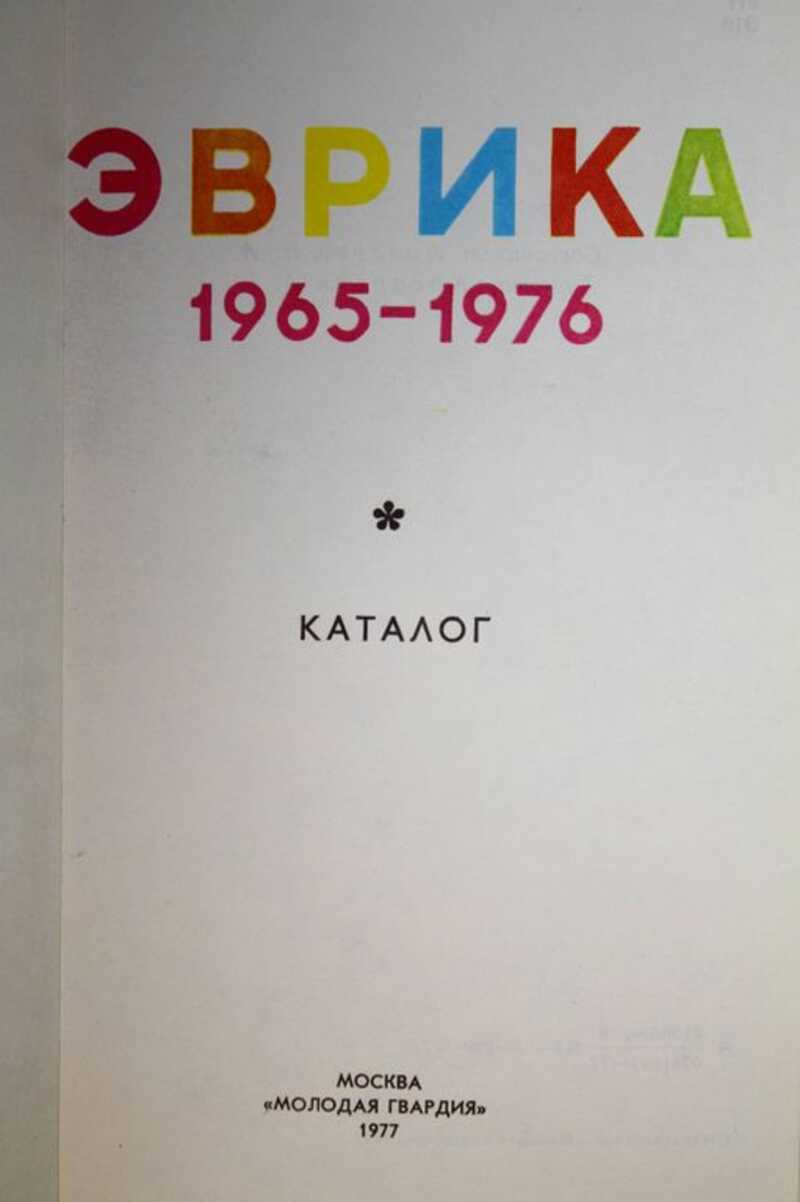 ЭВРИКА
1965-1976
*
КАТАЛОГ
МОСКВА
«МОЛОДАЯ ГВАРДИЯ»
1977